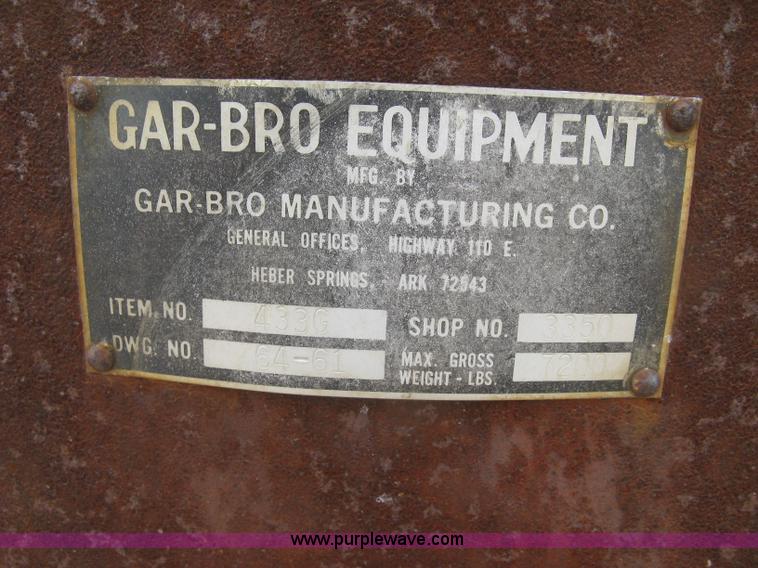 GAR-BRO EQUIPMENT
MFG. BY
GAR-BRO MANUFACTURING CO.
GENERAL OFFICES, HIGHWAY 110 E.
HEBER SPRINGS, ARK 72543
ITEM NO. 433G SHOP NO. 3350
DWG. NO. 64-61 MAX. GROSS WEIGHT - LBS. 7200
www.purplewave.com